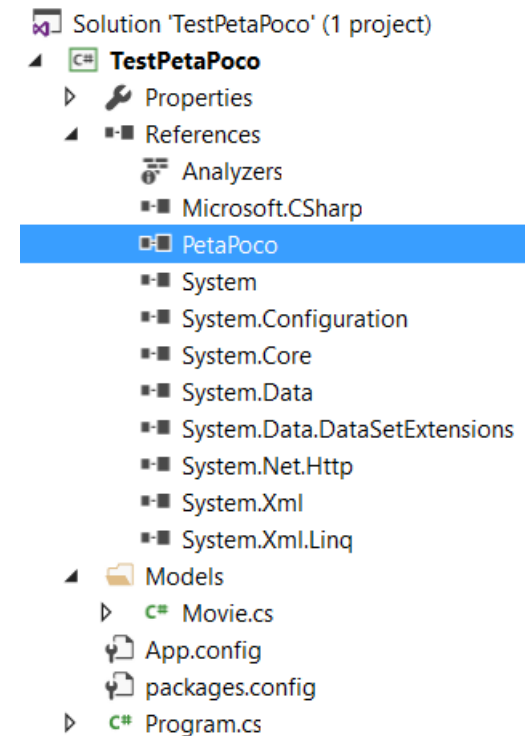 Solution 'TestPetaPoco' (1 project)
C# TestPetaPoco
Properties
References
Analyzers
Microsoft.CSharp
PetaPoco
System
System.Configuration
System.Core
System.Data
System.Data.DataSetExtensions
System.Net.Http
System.Xml
System.Xml.Linq
Models
C# Movie.cs
App.config
packages.config
C# Program.cs